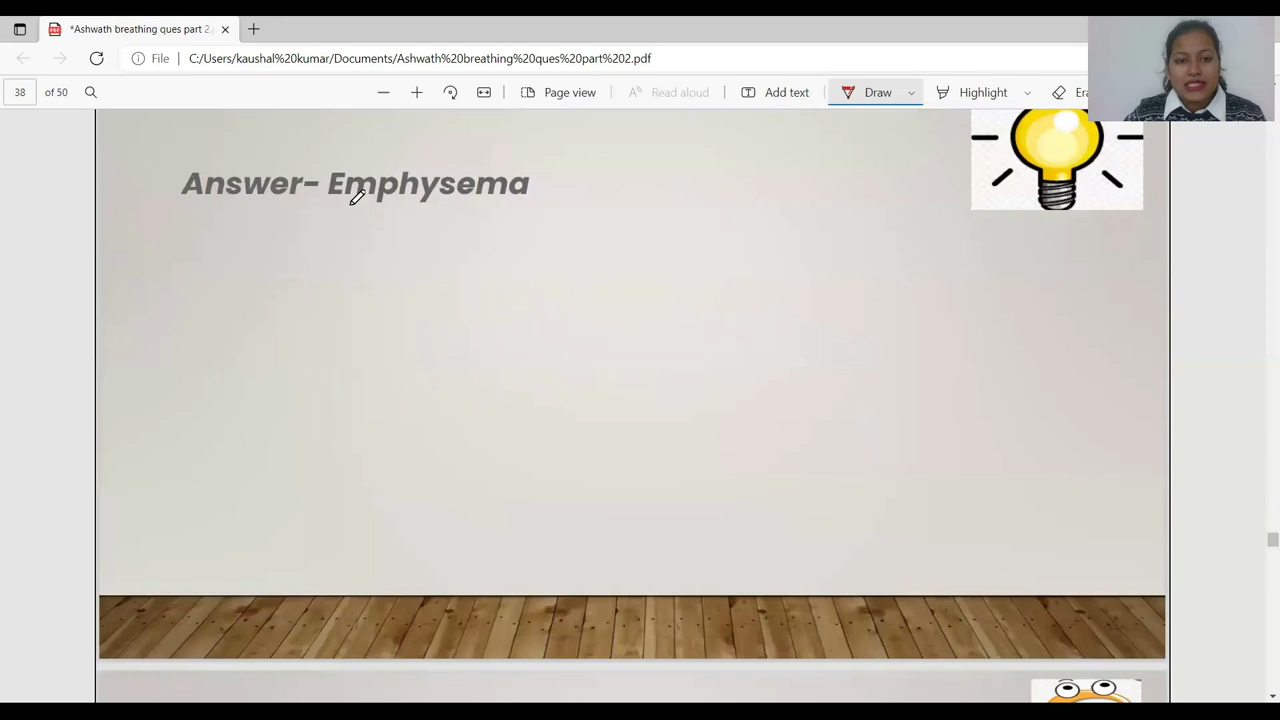 *Ashwath breathing ques part 2.
File
C:/Users/kaushal%20kumar/Documents/Ashwath%20breathing%20ques%20part%202.pdf
38 of 50
Page view
Read aloud
Add text
Draw
Highlight
Answer- Emphysema